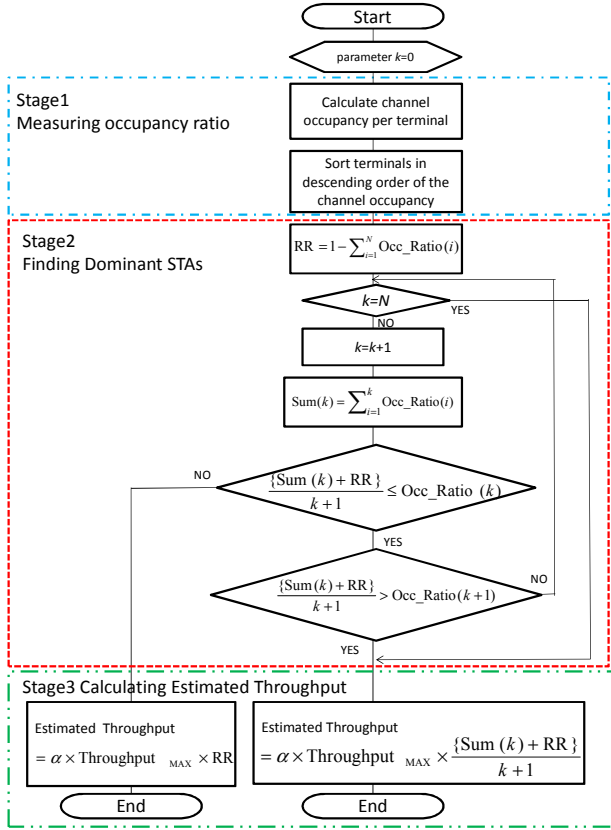 Start
parameter k=0
Stage1
Measuring occupancy ratio
Calculate channel
occupancy per terminal
Sort terminals in
descending order of the
channel occupancy
Stage2
Finding Dominant STAs
RR = 1 − ∑_{i=1}^{N} Occ_Ratio(i)
k=N
YES
NO
k=k+1
Sum(k) = ∑_{i=1}^{k} Occ_Ratio(i)
NO
{Sum (k) + RR} / k + 1 ≤ Occ_Ratio (k)
YES
{Sum (k) + RR} / k + 1 > Occ_Ratio(k+1)
NO
YES
Stage3 Calculating Estimated Throughput
Estimated Throughput
= α × Throughput MAX × RR
End
Estimated Throughput
= α × Throughput MAX × {Sum (k) + RR} / k + 1
End